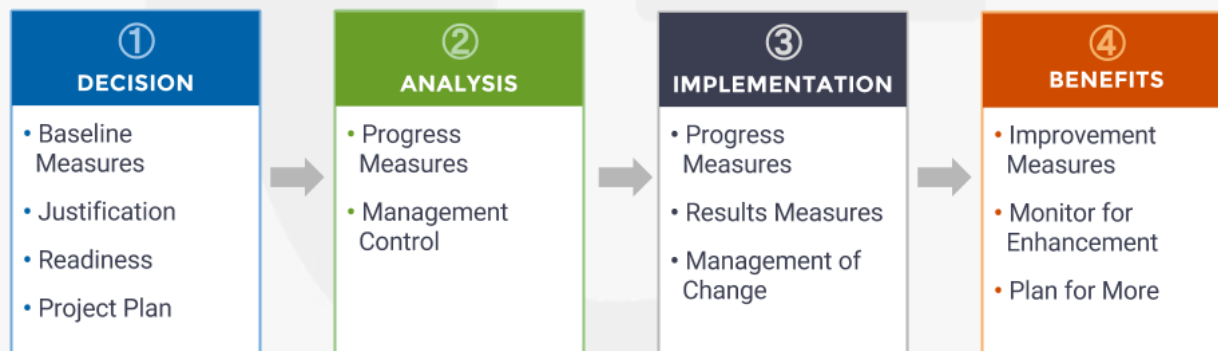 ①
DECISION
• Baseline
Measures
• Justification
• Readiness
• Project Plan
②
ANALYSIS
• Progress
Measures
• Management
Control
③
IMPLEMENTATION
• Progress
Measures
• Results Measures
• Management of
Change
④
BENEFITS
• Improvement
Measures
• Monitor for
Enhancement
• Plan for More